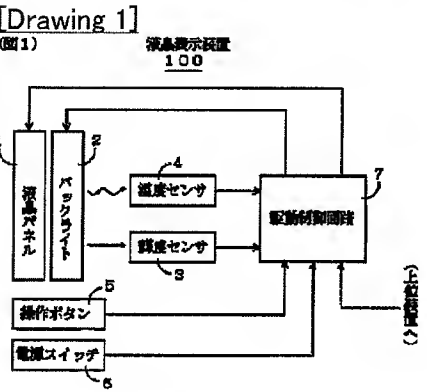 [Drawing 1]
(図1)
液晶表示装置
100
1
液晶パネル
2
バックライト
4
温度センサ
輝度センサ
3
駆動制御回路
7
操作ボタン
5
電源スイッチ
6
(上位装置へ)